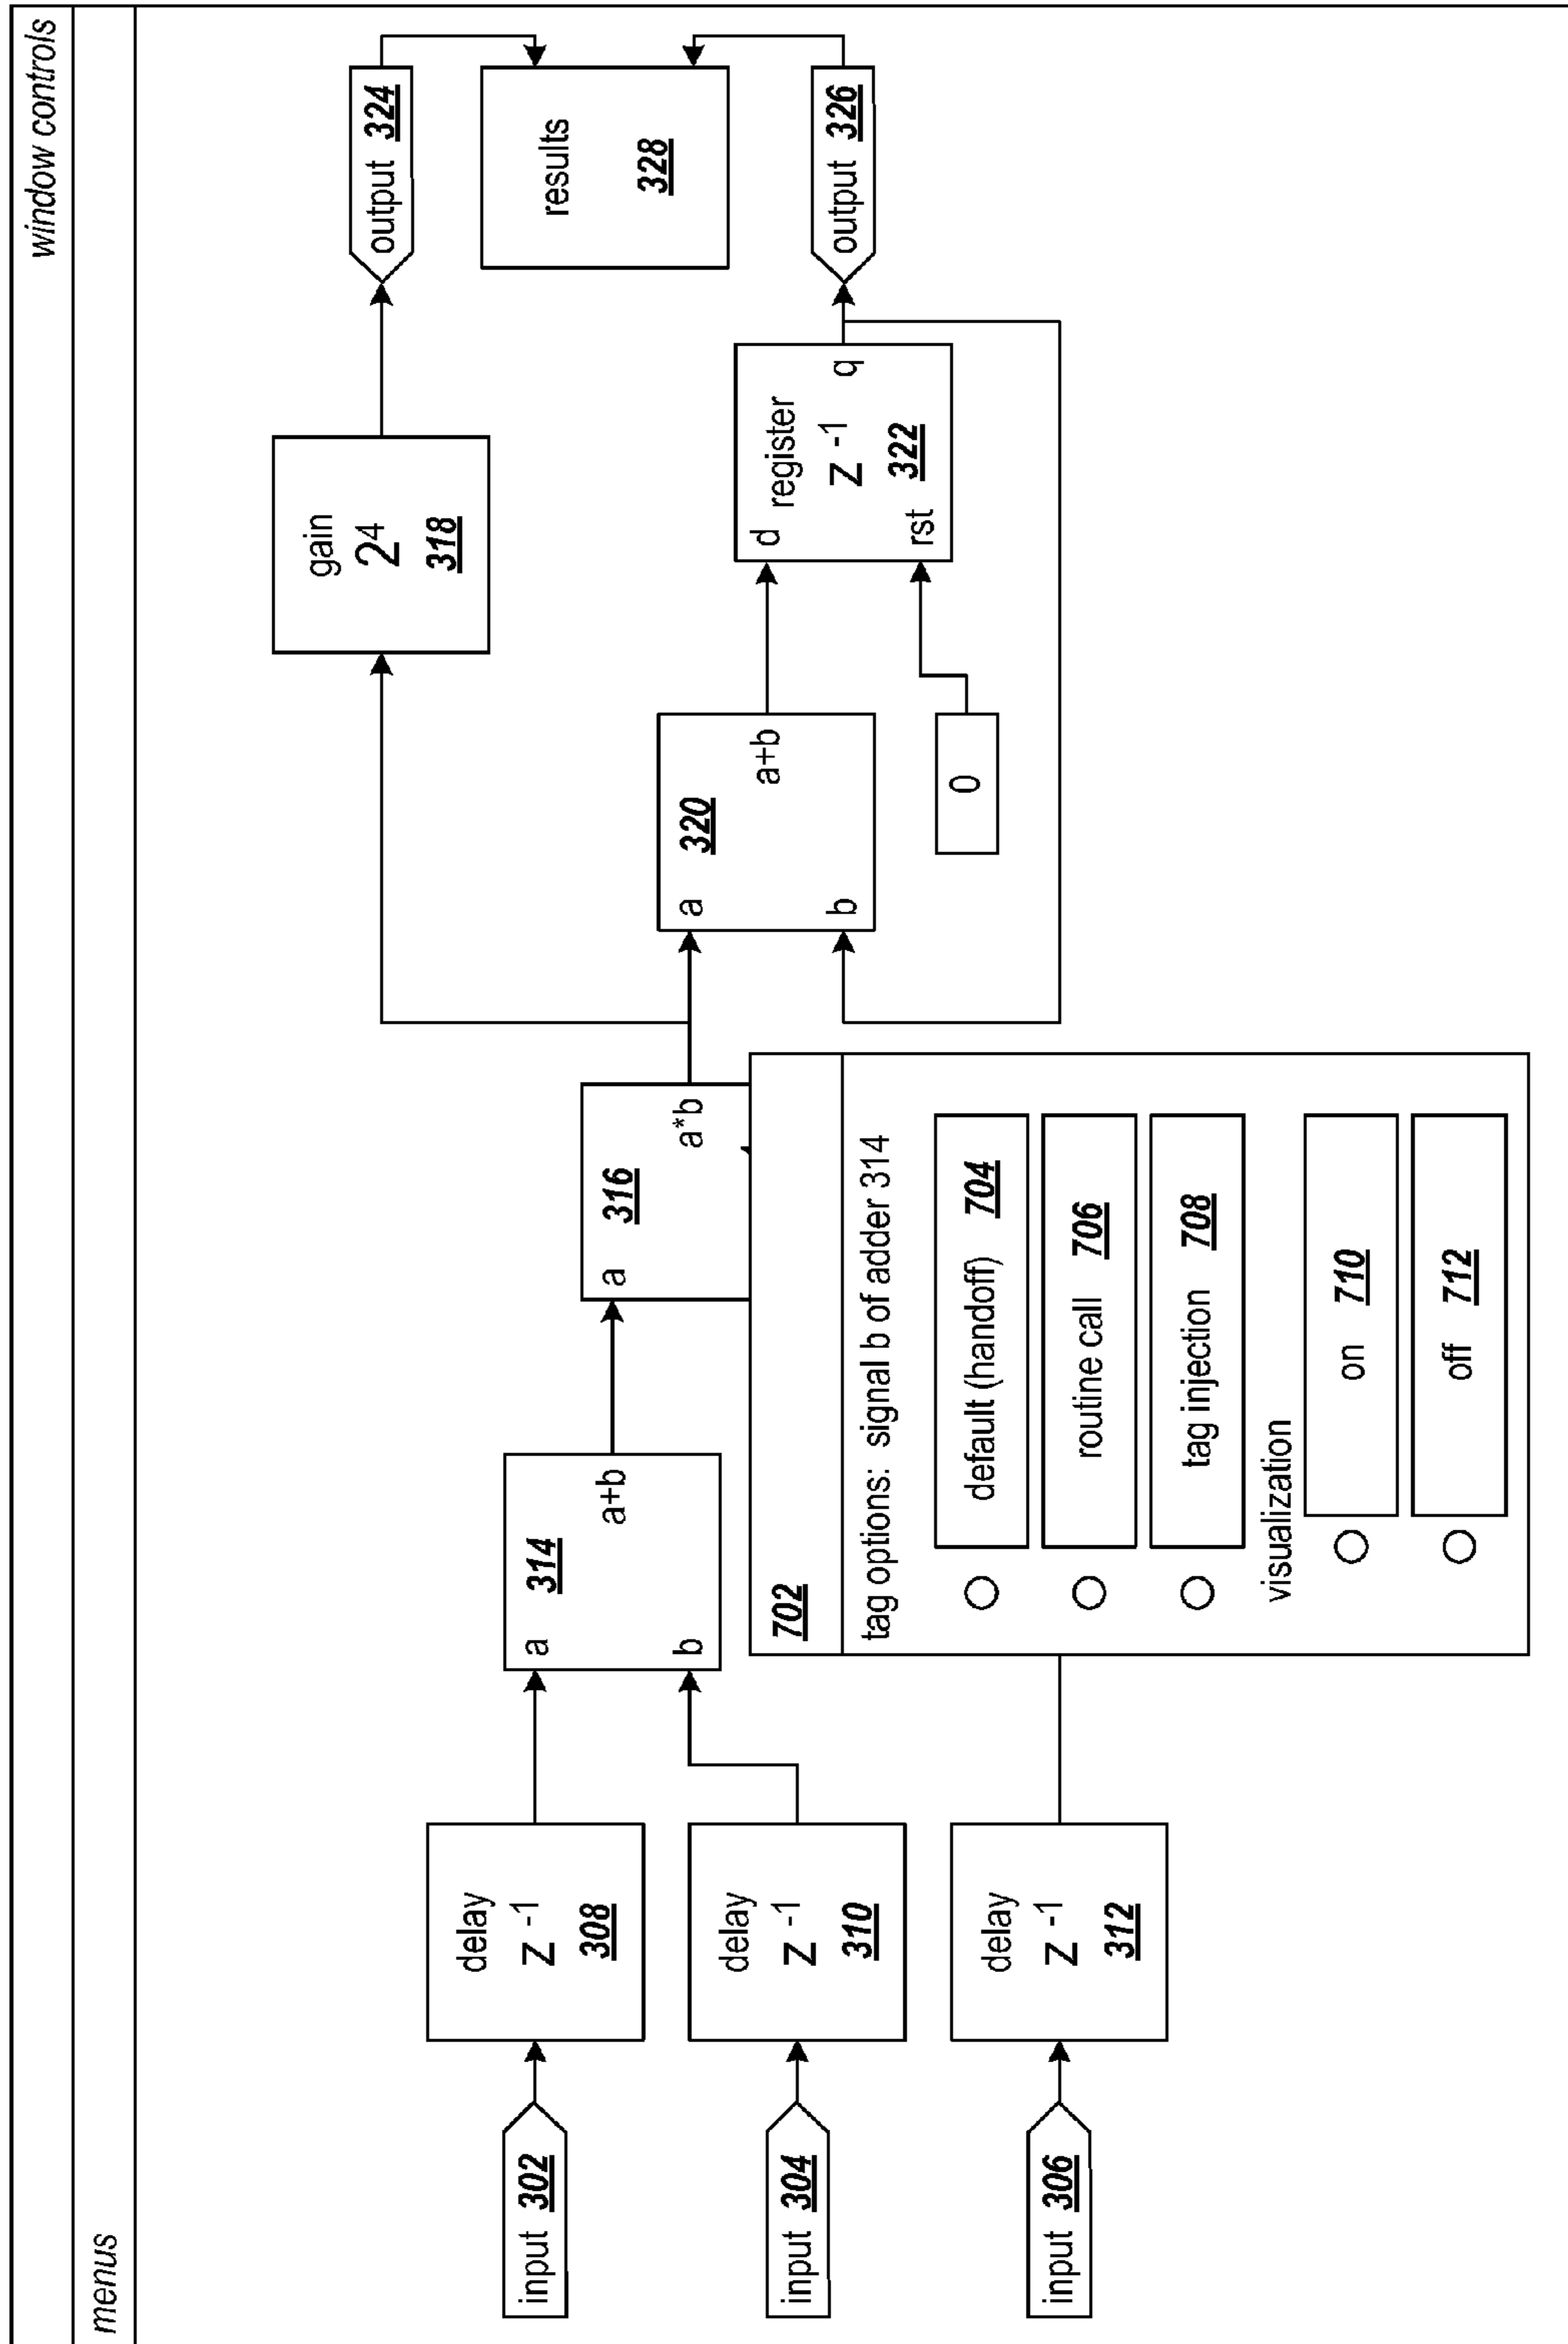 window controls
menus
input 302
delay
Z -1
308
input 304
delay
Z -1
310
input 306
delay
Z -1
312
a
314
a+b
b
a
316
a*b
gain
2⁴
318
a
320
a+b
b
0
d
register
Z -1
q
322
rst
output 324
results
328
output 326
702
tag options: signal b of adder 314
default (handoff) 704
routine call 706
tag injection 708
visualization
on 710
off 712